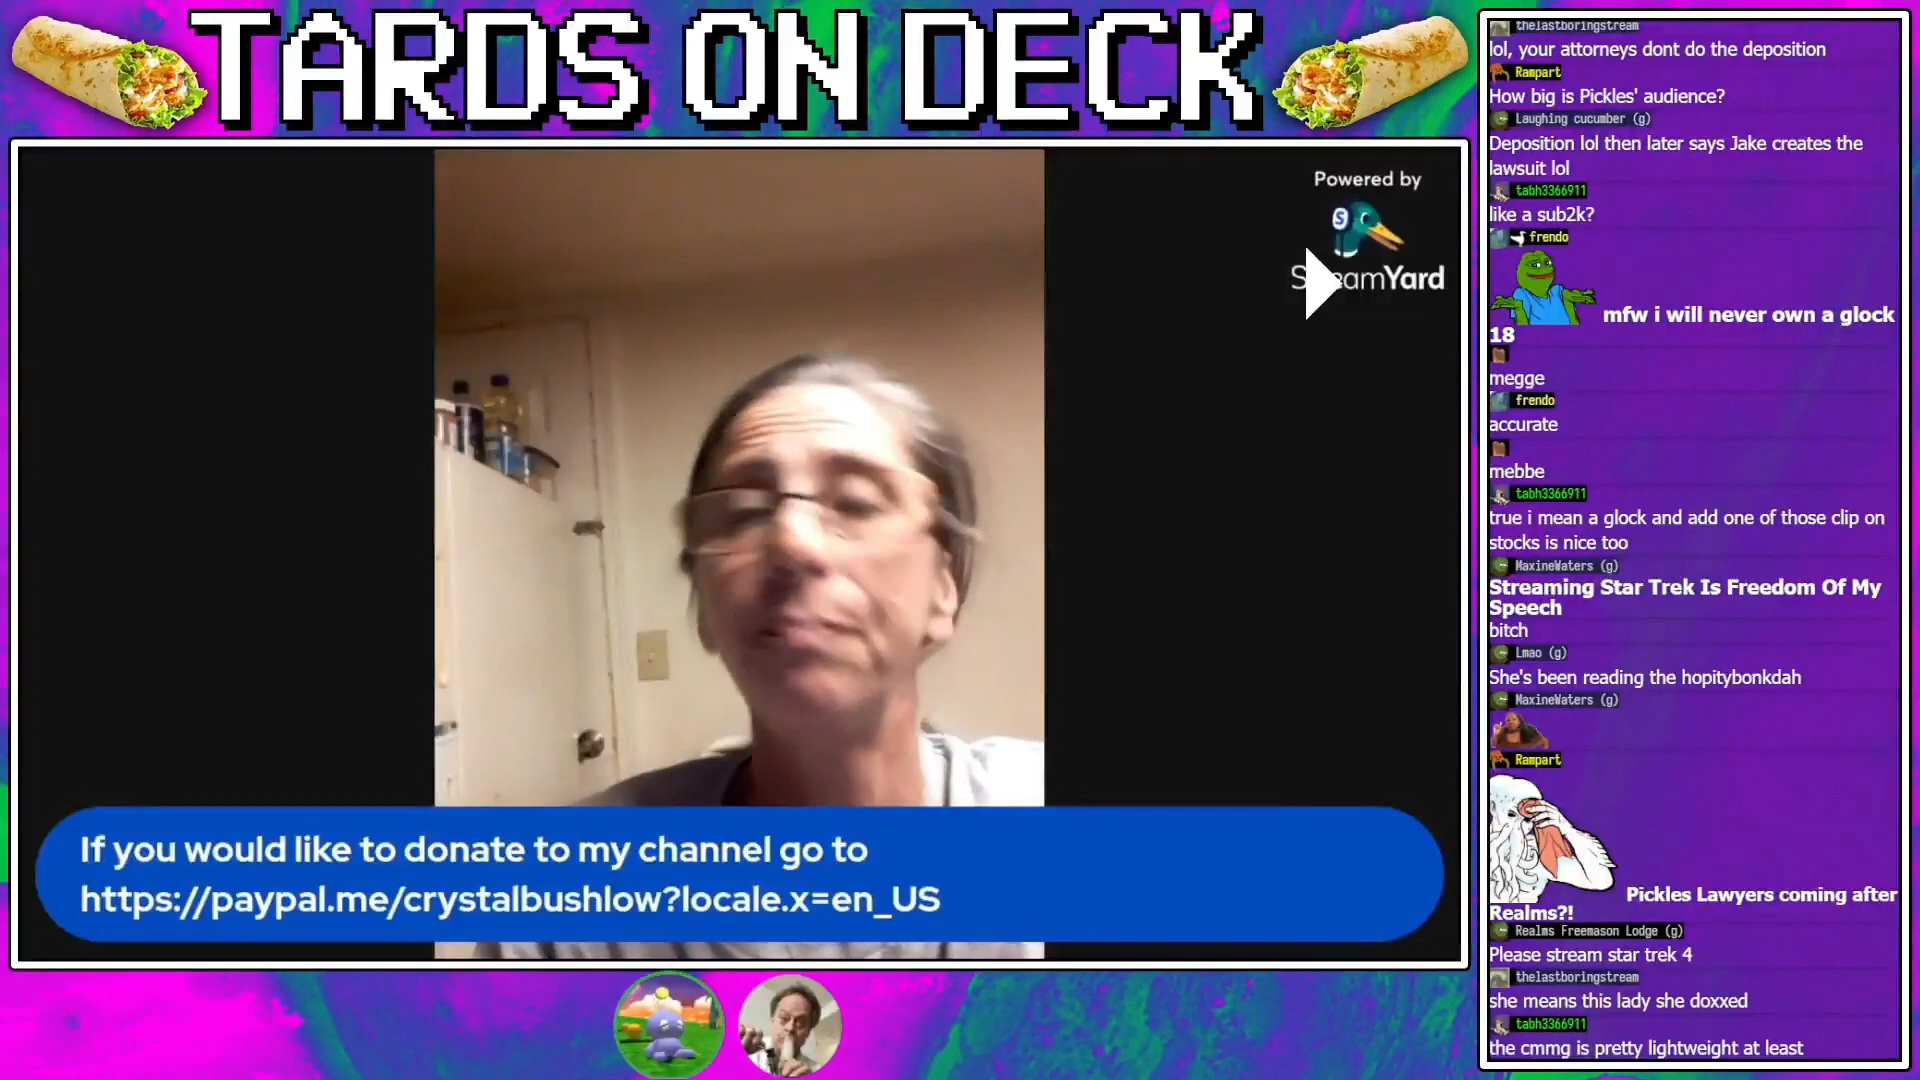 TARDS ON DECK
Powered by
StreamYard
If you would like to donate to my channel go to
https://paypal.me/crystalbushlow?locale.x=en_US
thelastboringstream
lol, your attorneys dont do the deposition
Rampart
How big is Pickles' audience?
Laughing cucumber (g)
Deposition lol then later says Jake creates the
lawsuit lol
tabh3366911
like a sub2k?
frendo
mfw i will never own a glock
18
megge
frendo
accurate
mebbe
tabh3366911
true i mean a glock and add one of those clip on
stocks is nice too
MaxineWaters (g)
Streaming Star Trek Is Freedom Of My
Speech
bitch
Lmao (g)
She's been reading the hopitybonkdah
MaxineWaters (g)
Rampart
Pickles Lawyers coming after
Realms?!
Realms Freemason Lodge (g)
Please stream star trek 4
thelastboringstream
she means this lady she doxxed
tabh3366911
the cmmg is pretty lightweight at least